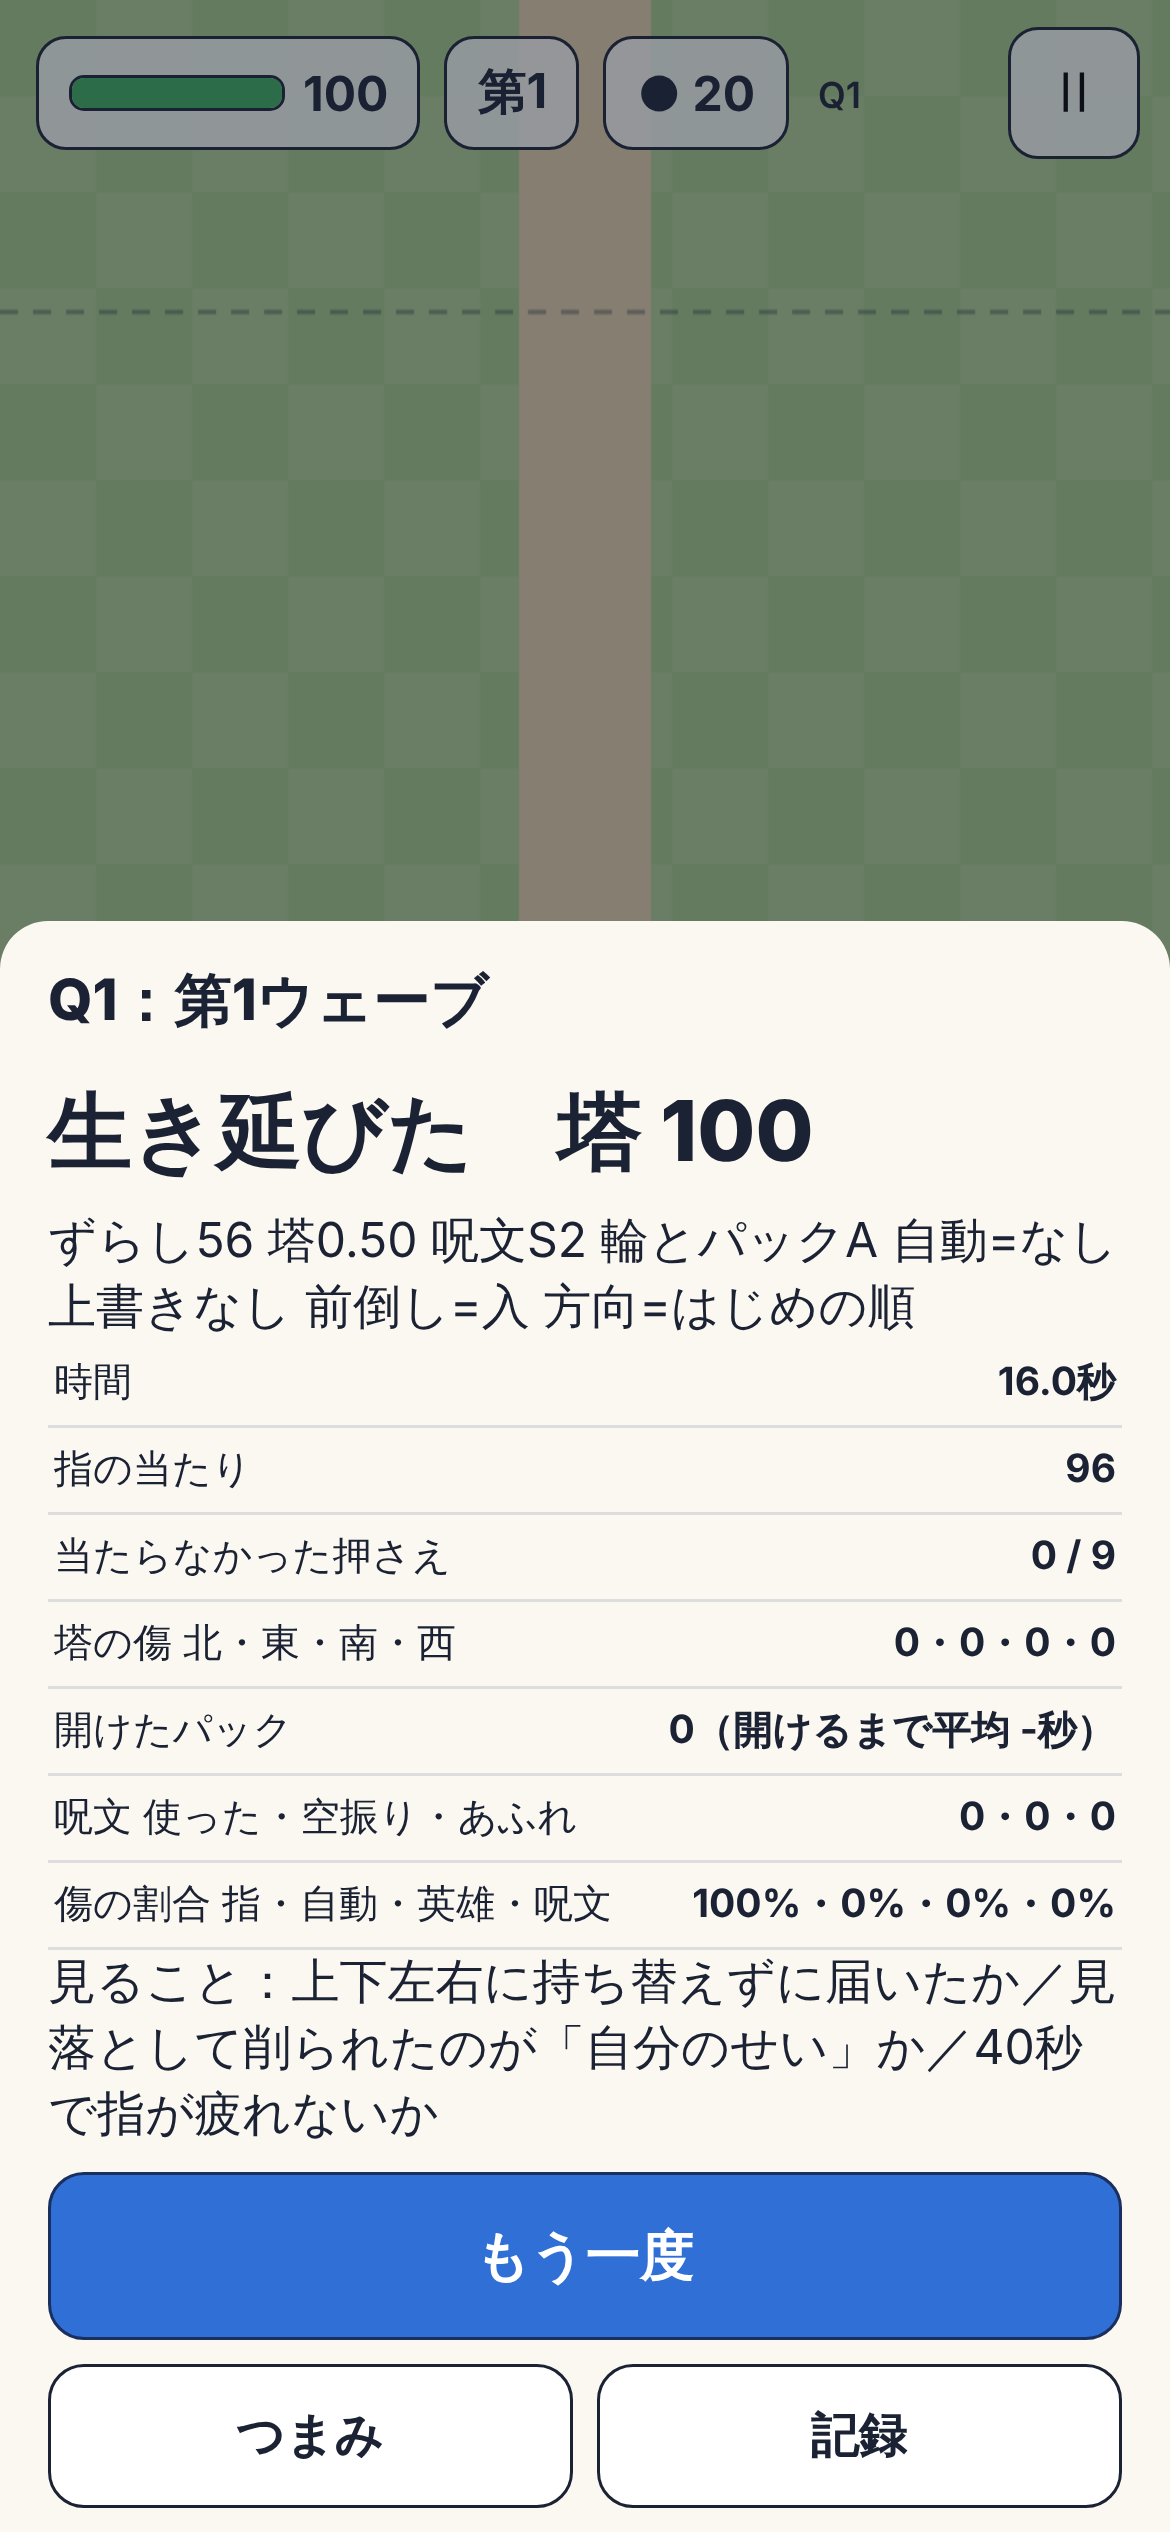 100 第1 ● 20 Q1 ||
Q1：第1ウェーブ
生き延びた　塔 100
ずらし56 塔0.50 呪文S2 輪とパックA 自動=なし
上書きなし 前倒し=入 方向=はじめの順
時間 16.0秒
指の当たり 96
当たらなかった押さえ 0 / 9
塔の傷 北・東・南・西 0・0・0・0
開けたパック 0（開けるまで平均 -秒）
呪文 使った・空振り・あふれ 0・0・0
傷の割合 指・自動・英雄・呪文 100%・0%・0%・0%
見ること：上下左右に持ち替えずに届いたか／見
落として削られたのが「自分のせい」か／40秒
で指が疲れないか
もう一度
つまみ 記録